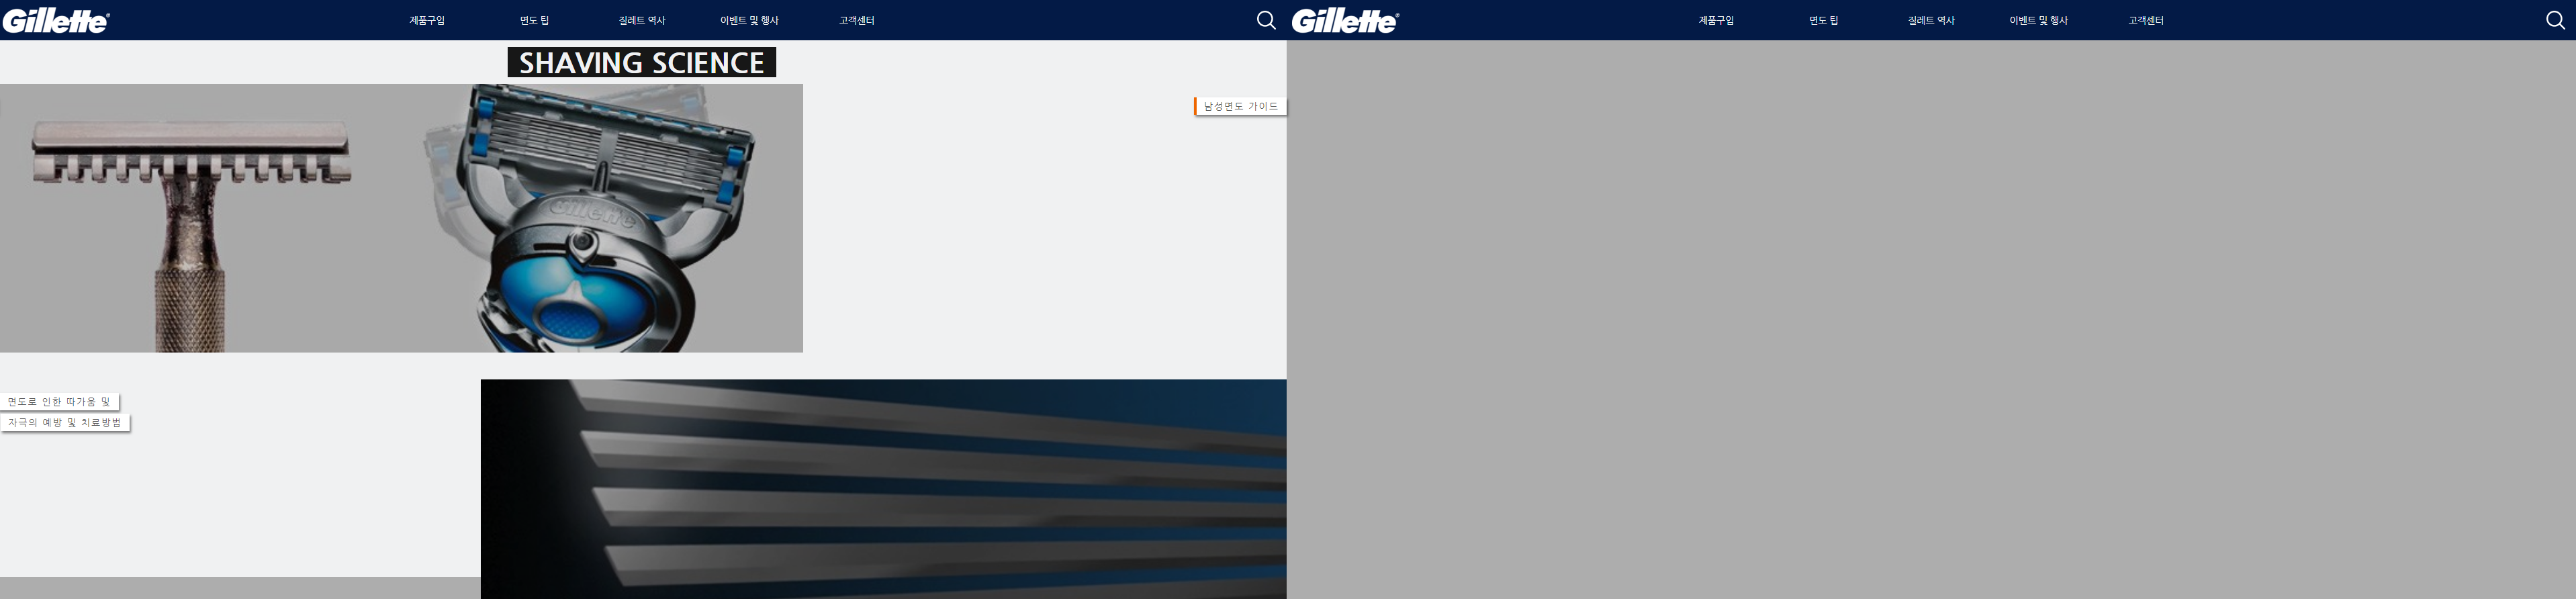 Gillette®
제품구입
면도 팁
질레트 역사
이벤트 및 행사
고객센터
Gillette®
제품구입
면도 팁
질레트 역사
이벤트 및 행사
고객센터
SHAVING SCIENCE
남성면도 가이드
Gillette
면도로 인한 따가움 및
자극의 예방 및 치료방법